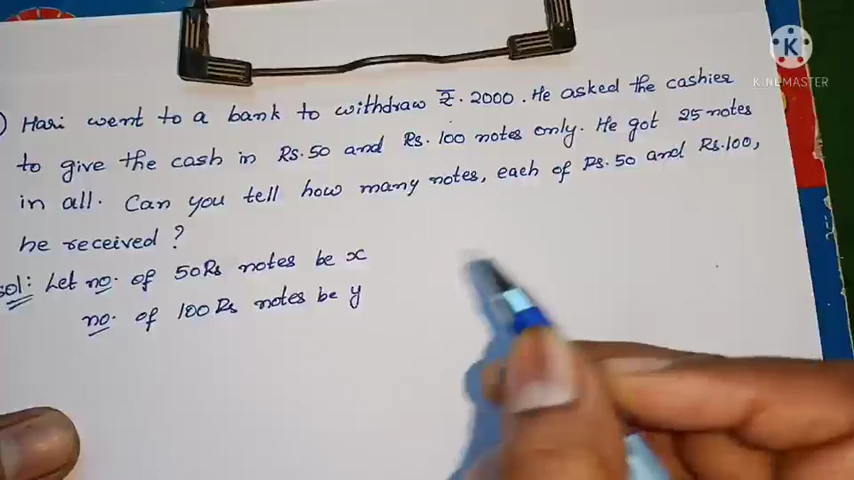 ) Hari went to a bank to withdraw ₹. 2000. He asked the cashier
to give the cash in Rs. 50 and Rs. 100 notes only. He got 25 notes
in all. Can you tell how many notes, each of Rs. 50 and Rs. 100,
he received?
sol: Let no. of 50Rs notes be x
no. of 100 Rs notes be y
K
KINEMASTER